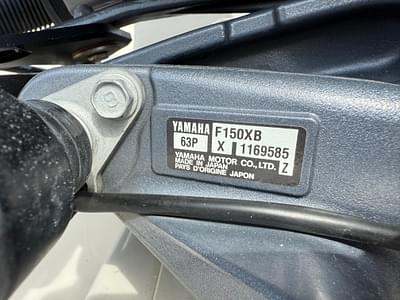 YAMAHA F150XB
63P X 1169585
YAMAHA MOTOR CO., LTD.
MADE IN JAPAN
PAYS D'ORIGINE JAPON Z